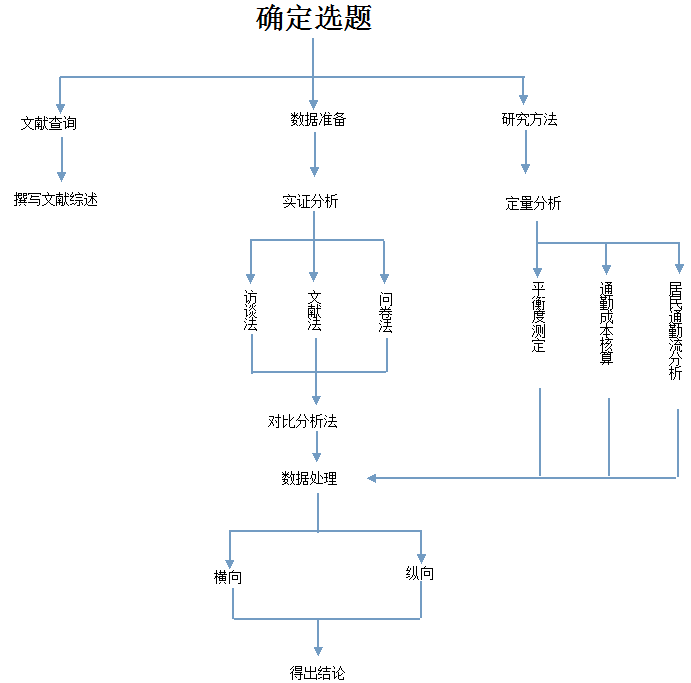 确定选题
文献查询
数据准备
研究方法
撰写文献综述
实证分析
定量分析
访谈法
文献法
问卷法
平衡度测定
通勤成本核算
居民通勤流分析
对比分析法
数据处理
横向
纵向
得出结论